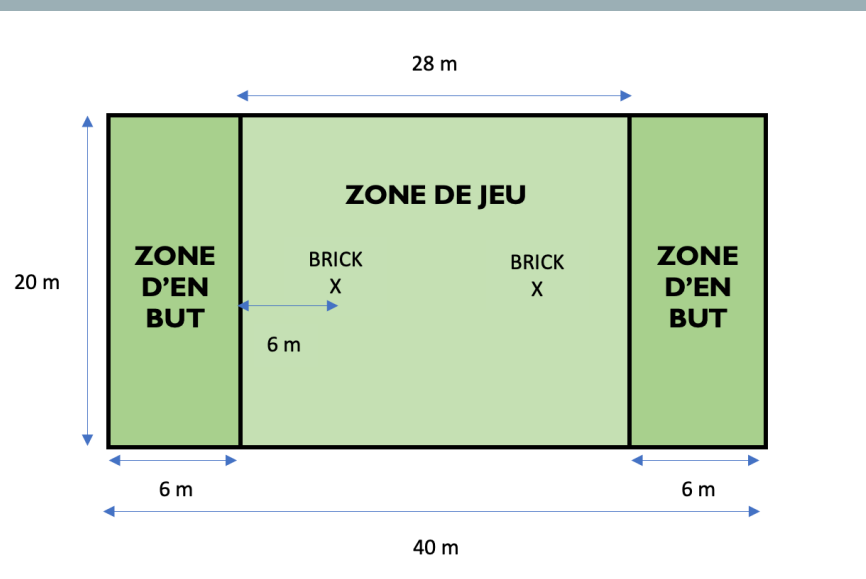 28 m
ZONE DE JEU
ZONE
D'EN
BUT
BRICK
X
BRICK
X
ZONE
D'EN
BUT
20 m
6 m
6 m
6 m
40 m